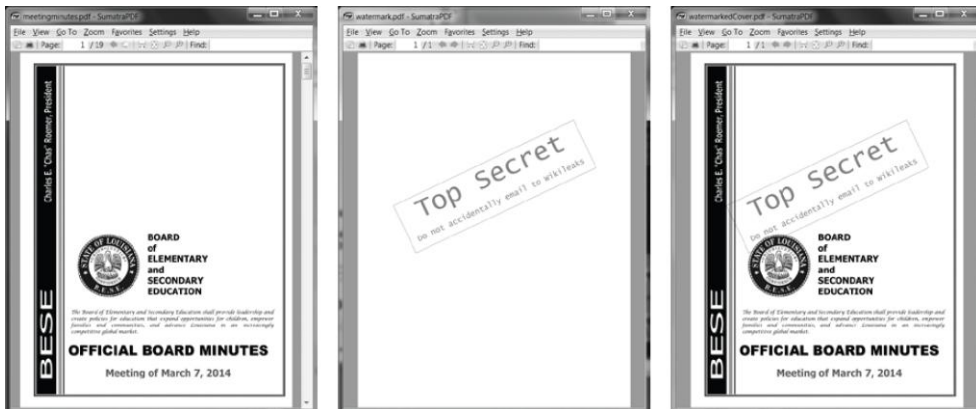 meetingminutes.pdf - SumatraPDF
File View Go To Zoom Favorites Settings Help
Page: 1 / 19 Find:
Charles E. "Chas" Roemer, President
BESE
STATE OF LOUISIANA
B.E.S.E.
BOARD
of
ELEMENTARY
and
SECONDARY
EDUCATION
The Board of Elementary and Secondary Education shall provide leadership and
create policies for education that expand opportunities for children, empower
families and communities, and advance Louisiana in an increasingly
competitive global market.
OFFICIAL BOARD MINUTES
Meeting of March 7, 2014
watermark.pdf - SumatraPDF
File View Go To Zoom Favorites Settings Help
Page: 1 / 1 Find:
Top Secret
Do not accidentally email to wikileaks
watermarkedCover.pdf - SumatraPDF
File View Go To Zoom Favorites Settings Help
Page: 1 / 1 Find:
Charles E. "Chas" Roemer, President
BESE
Top Secret
Do not accidentally email to wikileaks
STATE OF LOUISIANA
B.E.S.E.
BOARD
of
ELEMENTARY
and
SECONDARY
EDUCATION
The Board of Elementary and Secondary Education shall provide leadership and
create policies for education that expand opportunities for children, empower
families and communities, and advance Louisiana in an increasingly
competitive global market.
OFFICIAL BOARD MINUTES
Meeting of March 7, 2014